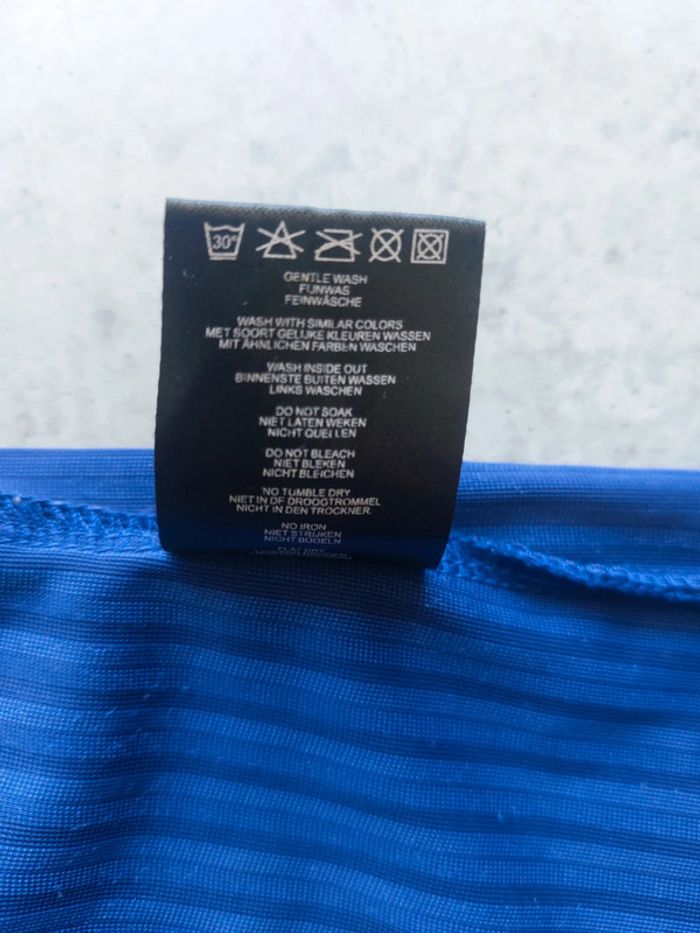 30°
GENTLE WASH
FIJNWAS
FEINWÄSCHE
WASH WITH SIMILAR COLORS
MET SOORT GELIJKE KLEUREN WASSEN
MIT ÄHNLICHEN FARBEN WASCHEN
WASH INSIDE OUT
BINNENSTE BUITEN WASSEN
LINKS WASCHEN
DO NOT SOAK
NIET LATEN WEKEN
NICHT QUELLEN
DO NOT BLEACH
NIET BLEKEN
NICHT BLEICHEN
NO TUMBLE DRY
NIET IN DE DROOGTROMMEL
NICHT IN DEN TROCKNER.
NO IRON
NIET STRIJKEN
NICHT BÜGELN
FLAT DRY